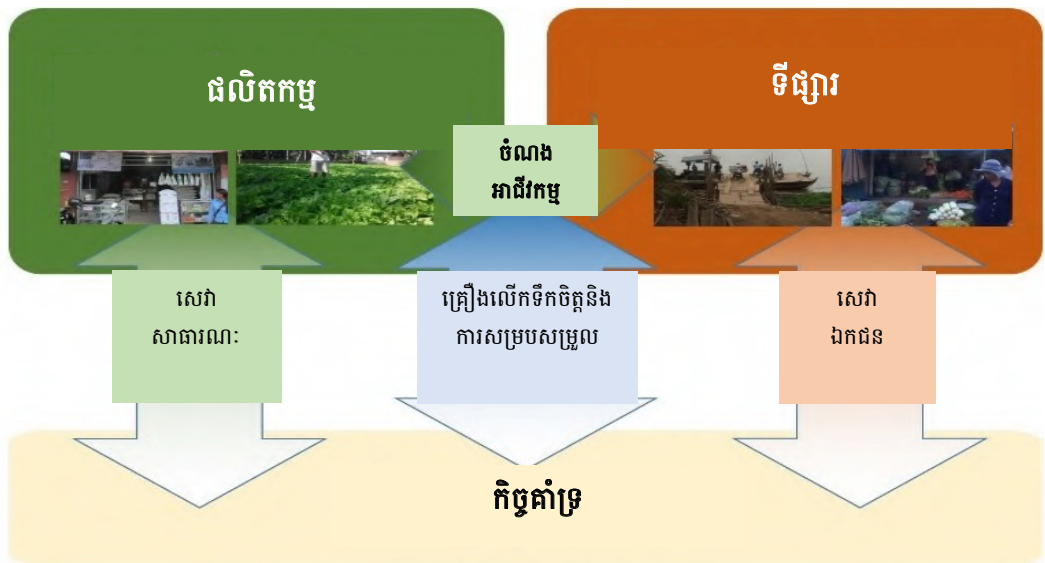 ផលិតកម្ម
ទីផ្សារ
ចំណង
អាជីវកម្ម
សេវា
សាធារណៈ
គ្រឿងលើកទឹកចិត្តនិង
ការសម្របសម្រួល
សេវា
ឯកជន
កិច្ចគាំទ្រ